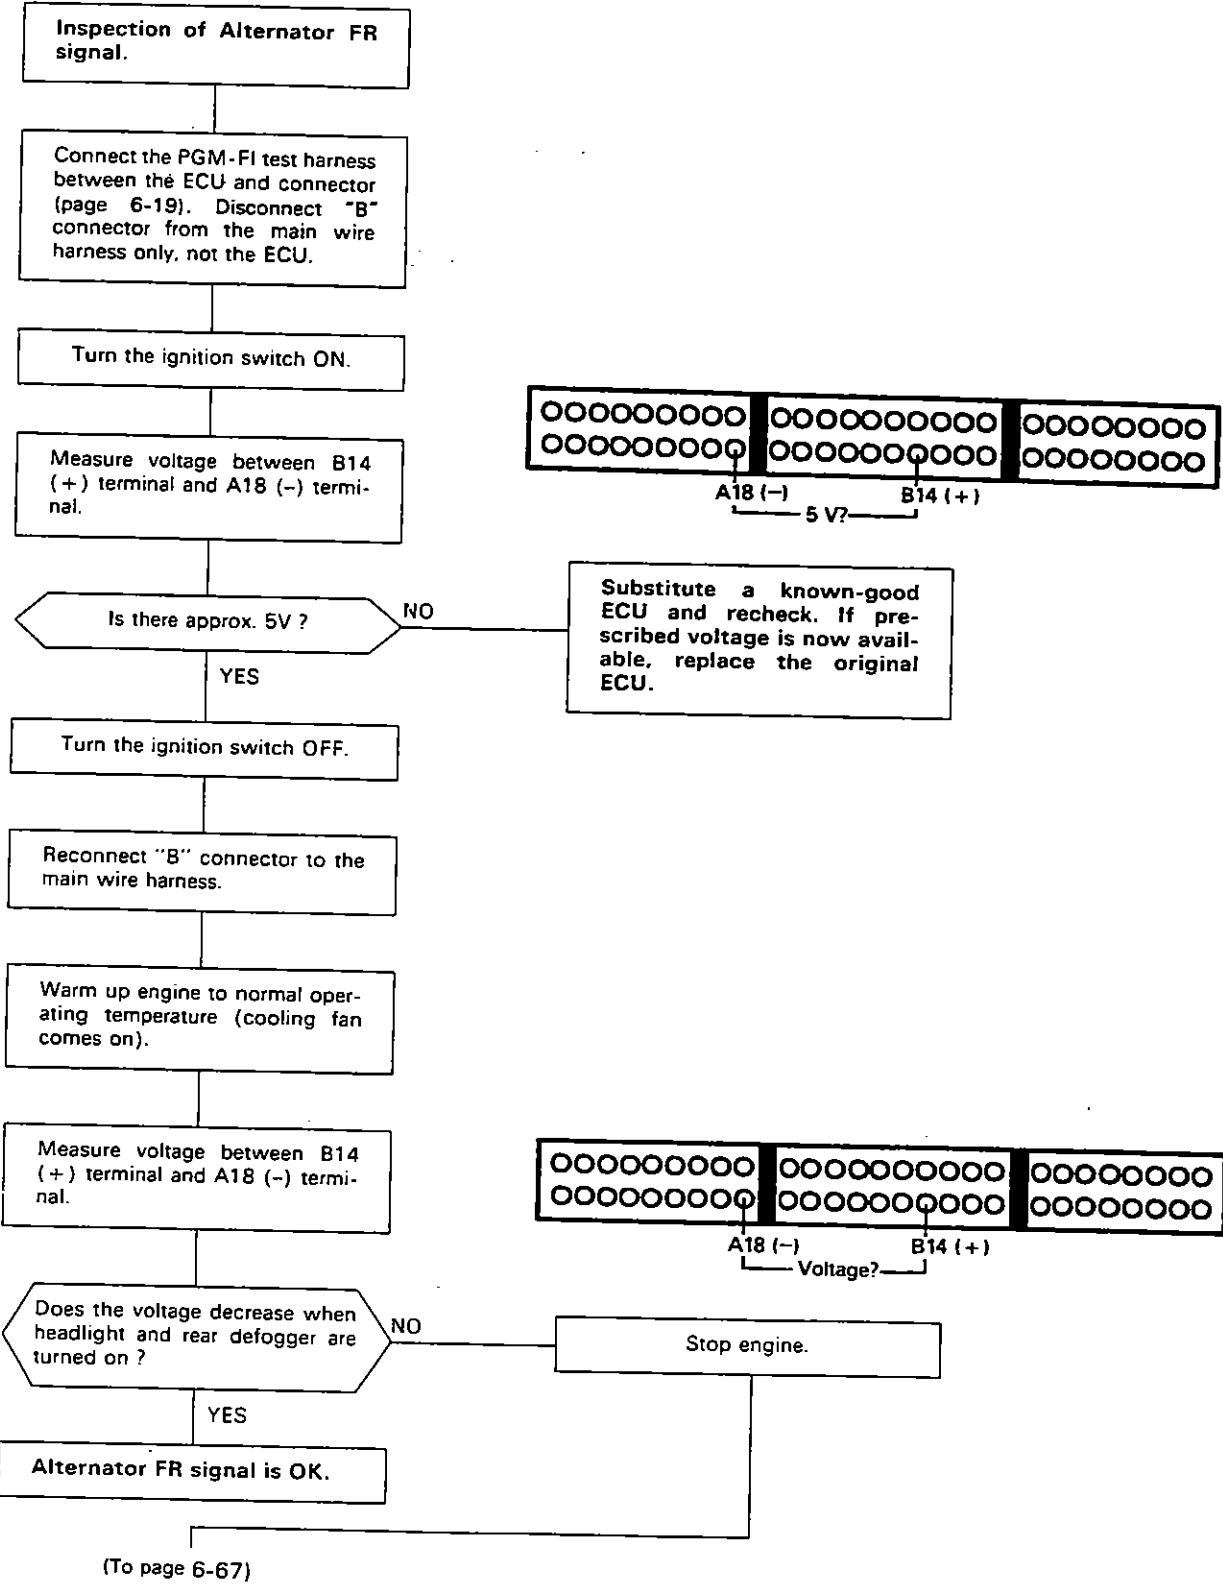 Inspection of Alternator FR
signal.
Connect the PGM-FI test harness
between the ECU and connector
(page 6-19). Disconnect "B"
connector from the main wire
harness only, not the ECU.
Turn the ignition switch ON.
Measure voltage between B14
(+) terminal and A18 (–) termi-
nal.
A18 (–)
B14 (+)
5 V?
Is there approx. 5V ?
NO
Substitute a known-good
ECU and recheck. If pre-
scribed voltage is now avail-
able, replace the original
ECU.
YES
Turn the ignition switch OFF.
Reconnect "B" connector to the
main wire harness.
Warm up engine to normal oper-
ating temperature (cooling fan
comes on).
Measure voltage between B14
(+) terminal and A18 (–) termi-
nal.
A18 (–)
B14 (+)
Voltage?
Does the voltage decrease when
headlight and rear defogger are
turned on ?
NO
Stop engine.
YES
Alternator FR signal is OK.
(To page 6-67)